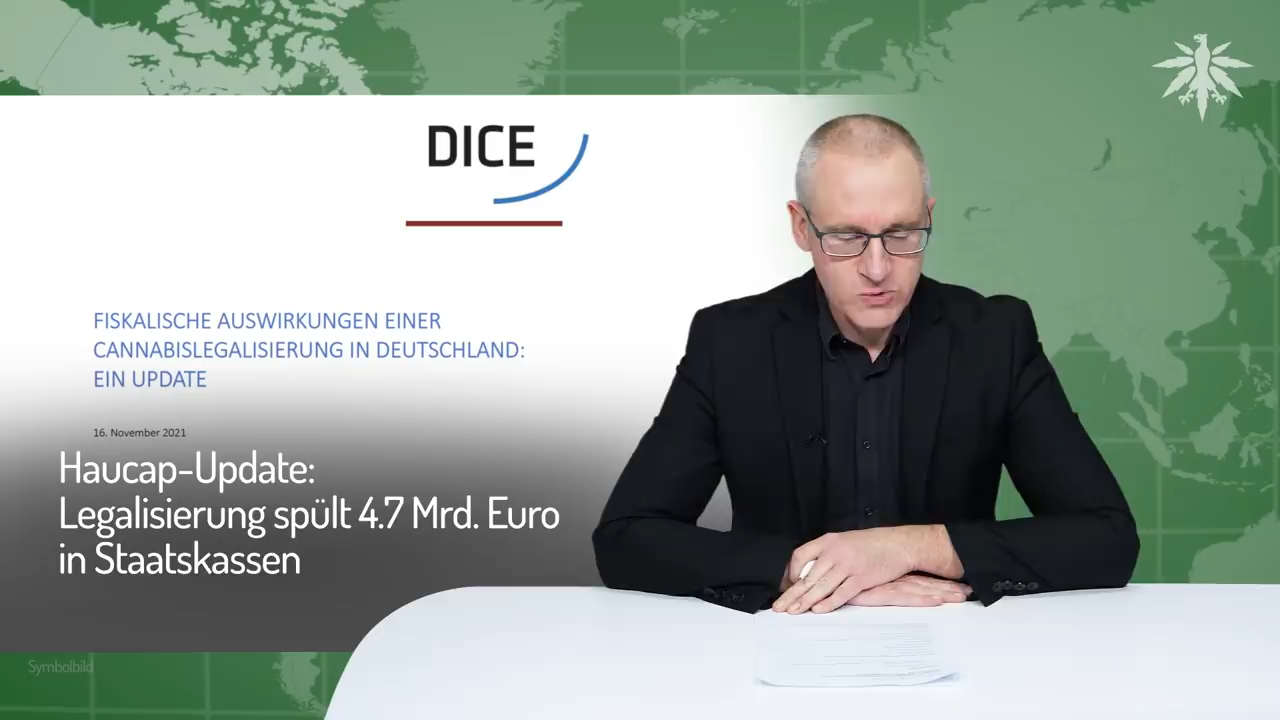 DICE
FISKALISCHE AUSWIRKUNGEN EINER
CANNABISLEGALISIERUNG IN DEUTSCHLAND:
EIN UPDATE
16. November 2021
Haucap-Update:
Legalisierung spült 4.7 Mrd. Euro
in Staatskassen
Symbolbild